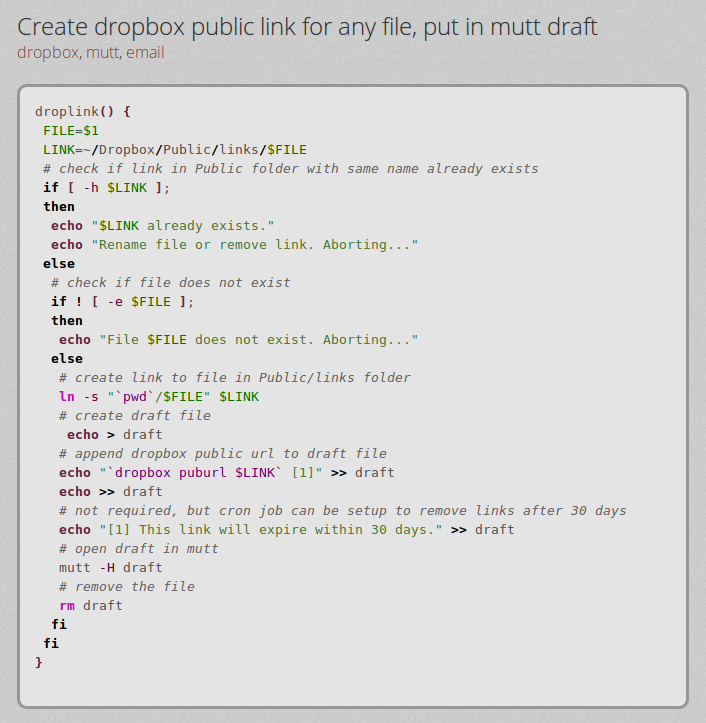 Create dropbox public link for any file, put in mutt draft
dropbox, mutt, email
droplink() {
 FILE=$1
 LINK=~/Dropbox/Public/links/$FILE
 # check if link in Public folder with same name already exists
 if [ -h $LINK ];
 then
  echo "$LINK already exists."
  echo "Rename file or remove link. Aborting..."
 else
  # check if file does not exist
  if ! [ -e $FILE ];
  then
   echo "File $FILE does not exist. Aborting..."
  else
   # create link to file in Public/links folder
   ln -s "`pwd`/$FILE" $LINK
   # create draft file
    echo > draft
   # append dropbox public url to draft file
   echo "`dropbox puburl $LINK` [1]" >> draft
   echo >> draft
   # not required, but cron job can be setup to remove links after 30 days
   echo "[1] This link will expire within 30 days." >> draft
   # open draft in mutt
   mutt -H draft
   # remove the file
   rm draft
  fi
 fi
}